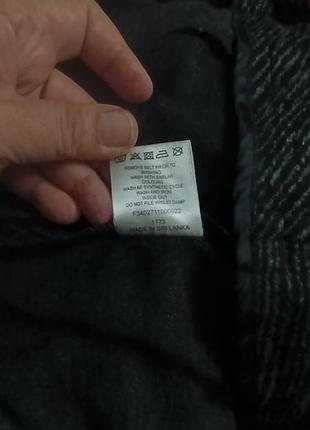 REMOVE BELT PRIOR TO
WASHING
WASH WITH SIMILAR
COLOURS
WASH AT SYNTHETIC CYCLE
WASH AND IRON
INSIDE OUT
DO NOT PILE WHILST DAMP
F3402711D00022
1773
MADE IN SRI LANKA